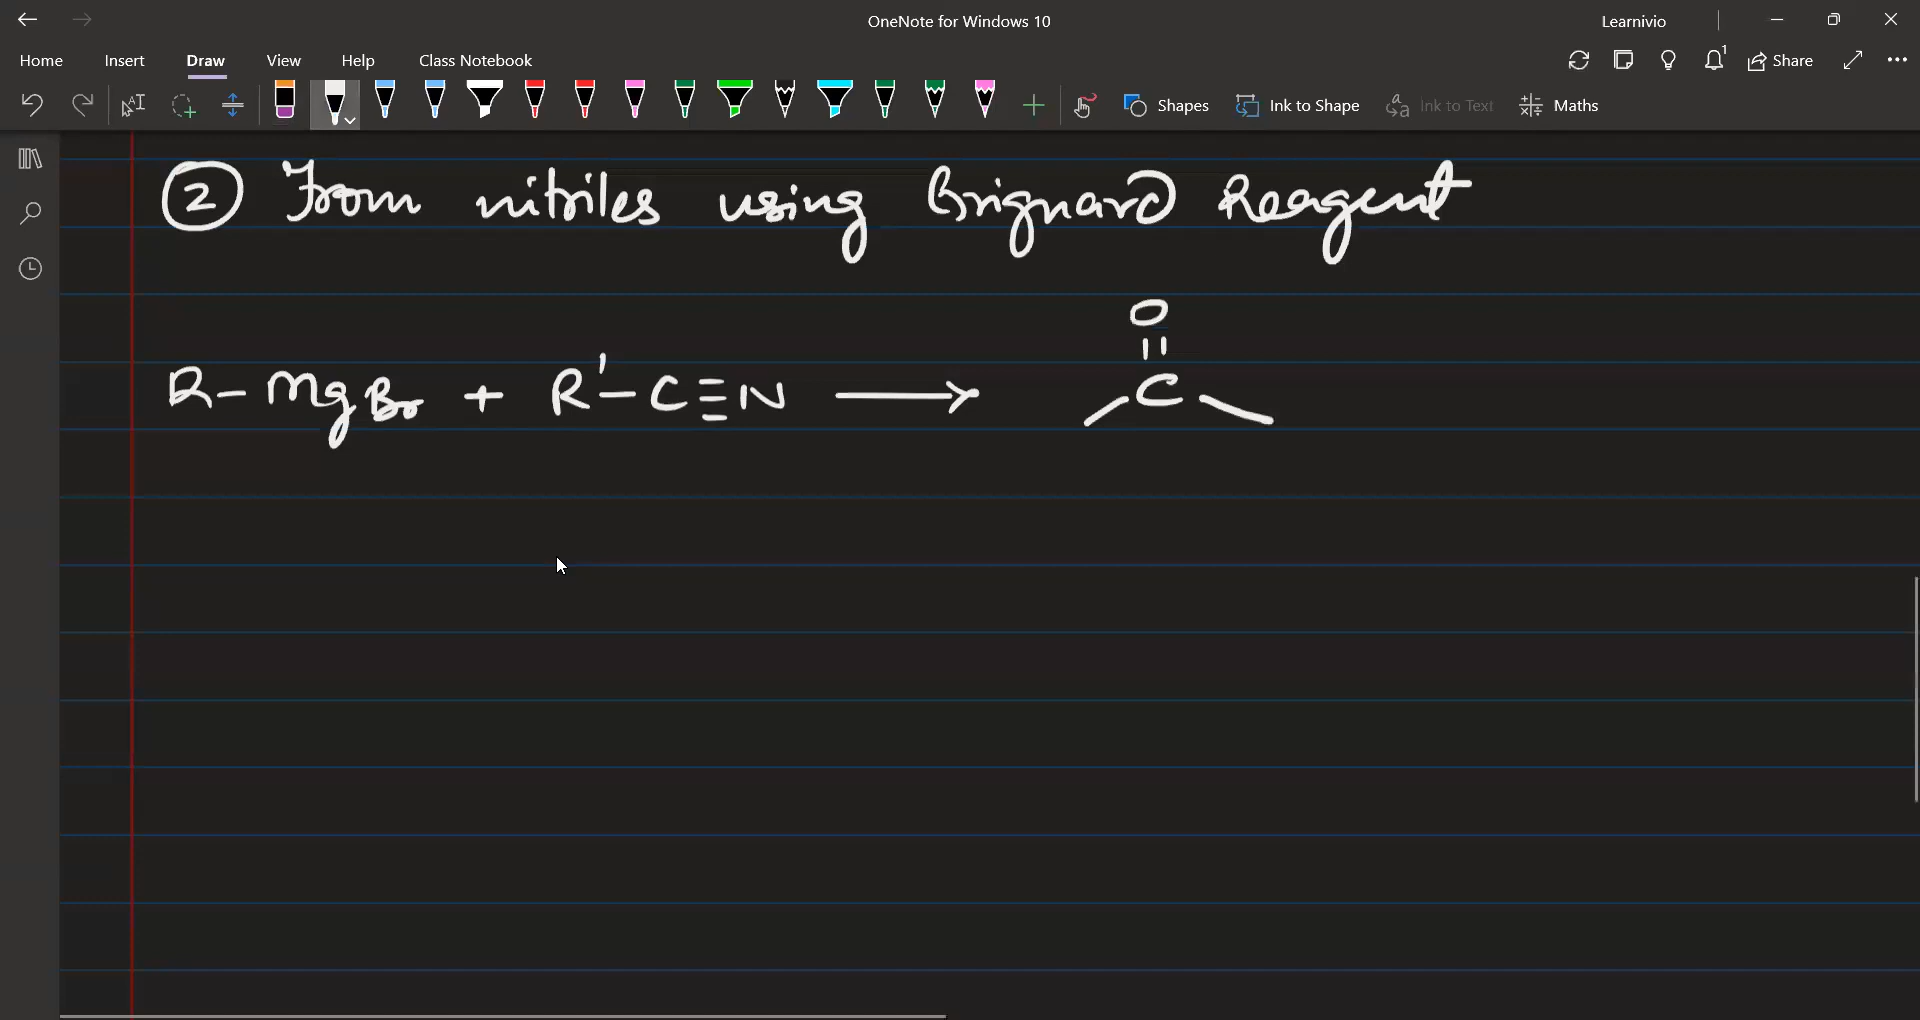 OneNote for Windows 10
Learnivio
Home Insert Draw View Help Class Notebook
1
Share
Shapes Ink to Shape Ink to Text Maths
② From nitriles using Grignard Reagent
O
R-MgBr + R'-C≡N ⟶ C